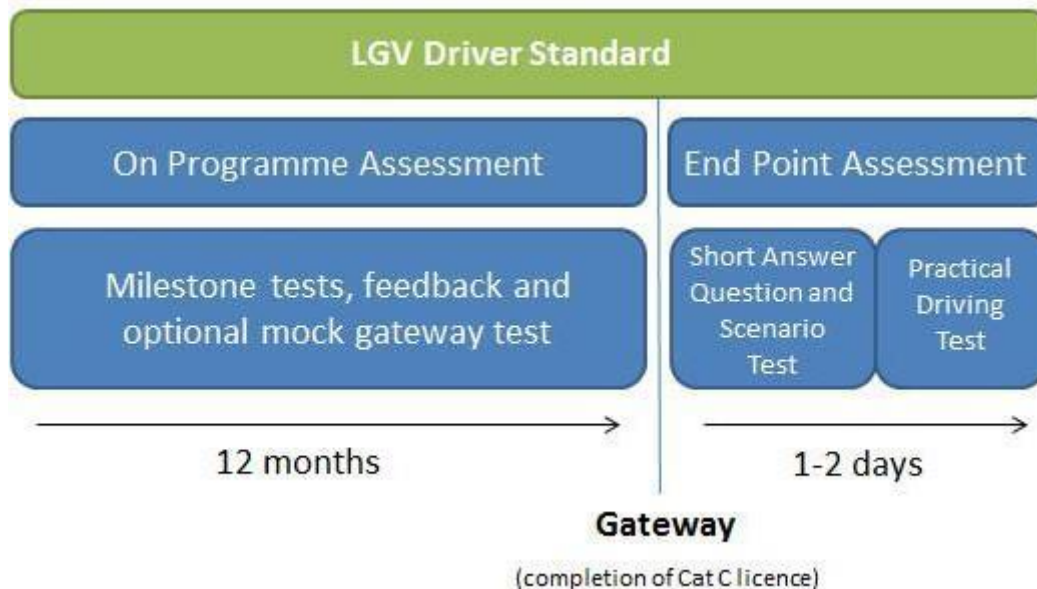 LGV Driver Standard
On Programme Assessment
End Point Assessment
Milestone tests, feedback and
optional mock gateway test
Short Answer
Question and
Scenario
Test
Practical
Driving
Test
12 months
1-2 days
Gateway
(completion of Cat C licence)